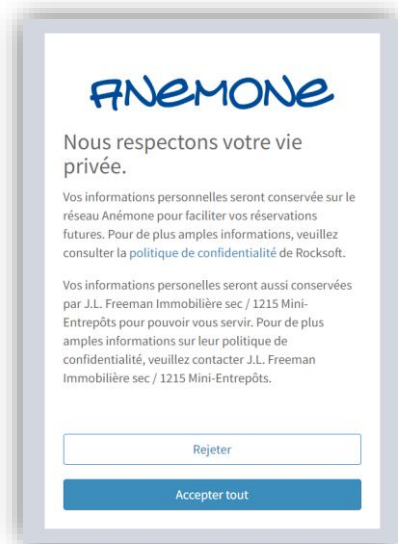 ANEMONE
Nous respectons votre vie
privée.
Vos informations personnelles seront conservée sur le
réseau Anémone pour faciliter vos réservations
futures. Pour de plus amples informations, veuillez
consulter la politique de confidentialité de Rocksoft.
Vos informations personelles seront aussi conservées
par J.L. Freeman Immobilière sec / 1215 Mini-
Entrepôts pour pouvoir vous servir. Pour de plus
amples informations sur leur politique de
confidentialité, veuillez contacter J.L. Freeman
Immobilière sec / 1215 Mini-Entrepôts.
Rejeter
Accepter tout